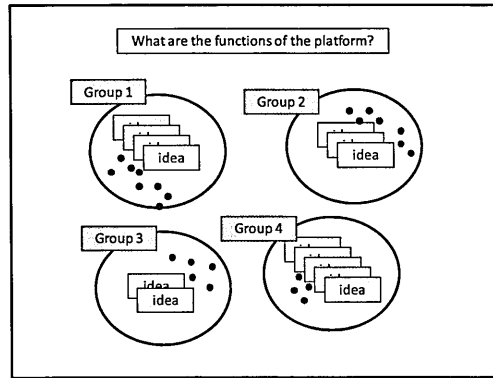 What are the functions of the platform?
Group 1
Group 2
idea
idea
Group 3
Group 4
idea
idea
idea